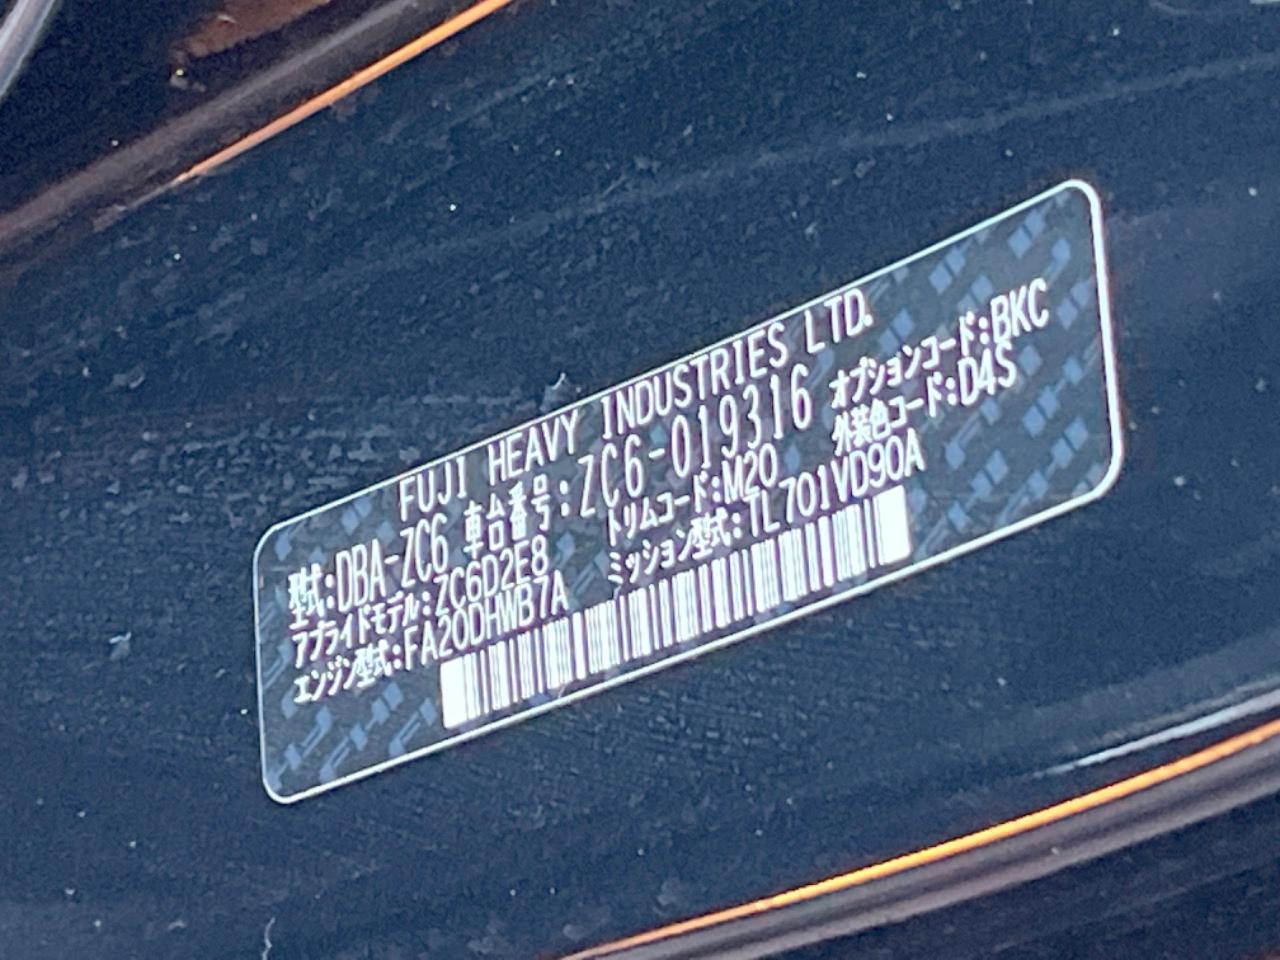 FUJI HEAVY INDUSTRIES LTD.
型式:DBA-ZC6 車台番号:ZC6-019316 オプションコード:BKC
アプライドモデル:ZC6D2E8 トリムコード:M20 外装色コード:D4S
エンジン型式:FA20DHWB7A ミッション型式:TL701VD90A